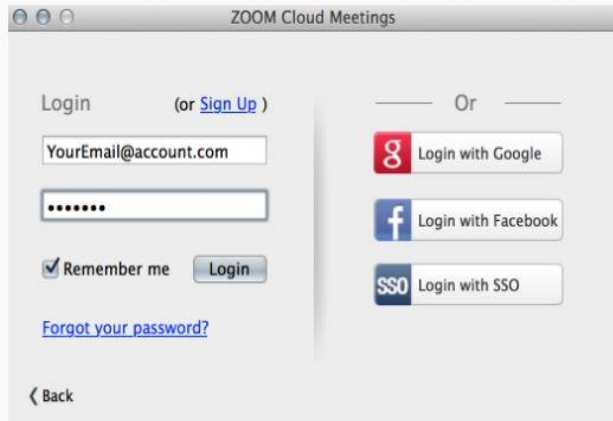 ZOOM Cloud Meetings
Login (or Sign Up )
YourEmail@account.com
•••••••
Remember me Login
Forgot your password?
Back
Or
g Login with Google
f Login with Facebook
SSO Login with SSO